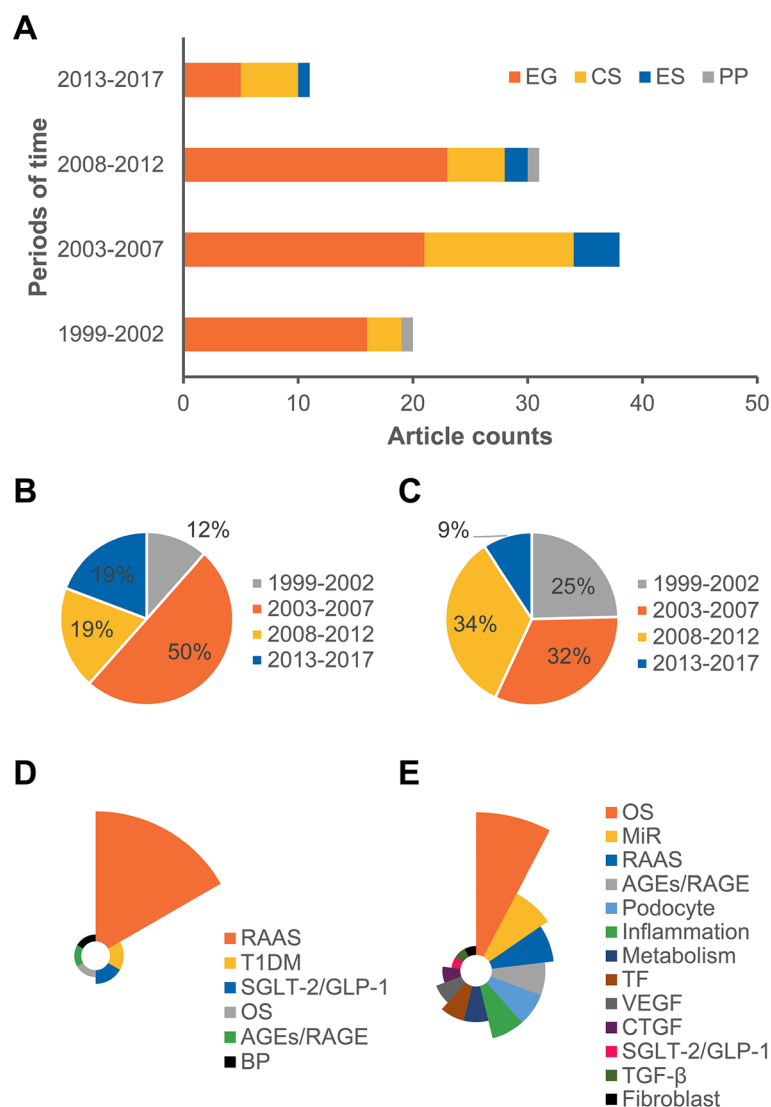 A
EG CS ES PP
Periods of time
2013-2017
2008-2012
2003-2007
1999-2002
0 10 20 30 40 50
Article counts
B
12%
19%
19%
50%
1999-2002
2003-2007
2008-2012
2013-2017
C
9%
25%
34%
32%
1999-2002
2003-2007
2008-2012
2013-2017
D
RAAS
T1DM
SGLT-2/GLP-1
OS
AGEs/RAGE
BP
E
OS
MiR
RAAS
AGEs/RAGE
Podocyte
Inflammation
Metabolism
TF
VEGF
CTGF
SGLT-2/GLP-1
TGF-β
Fibroblast